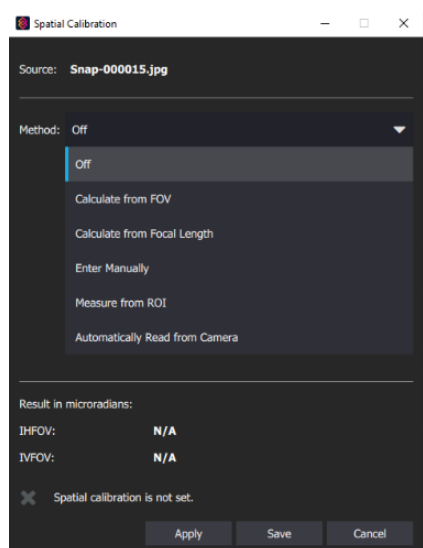 Spatial Calibration
Source: Snap-000015.jpg
Method: Off
Off
Calculate from FOV
Calculate from Focal Length
Enter Manually
Measure from ROI
Automatically Read from Camera
Result in microradians:
IHFOV: N/A
IVFOV: N/A
Spatial calibration is not set.
Apply Save Cancel